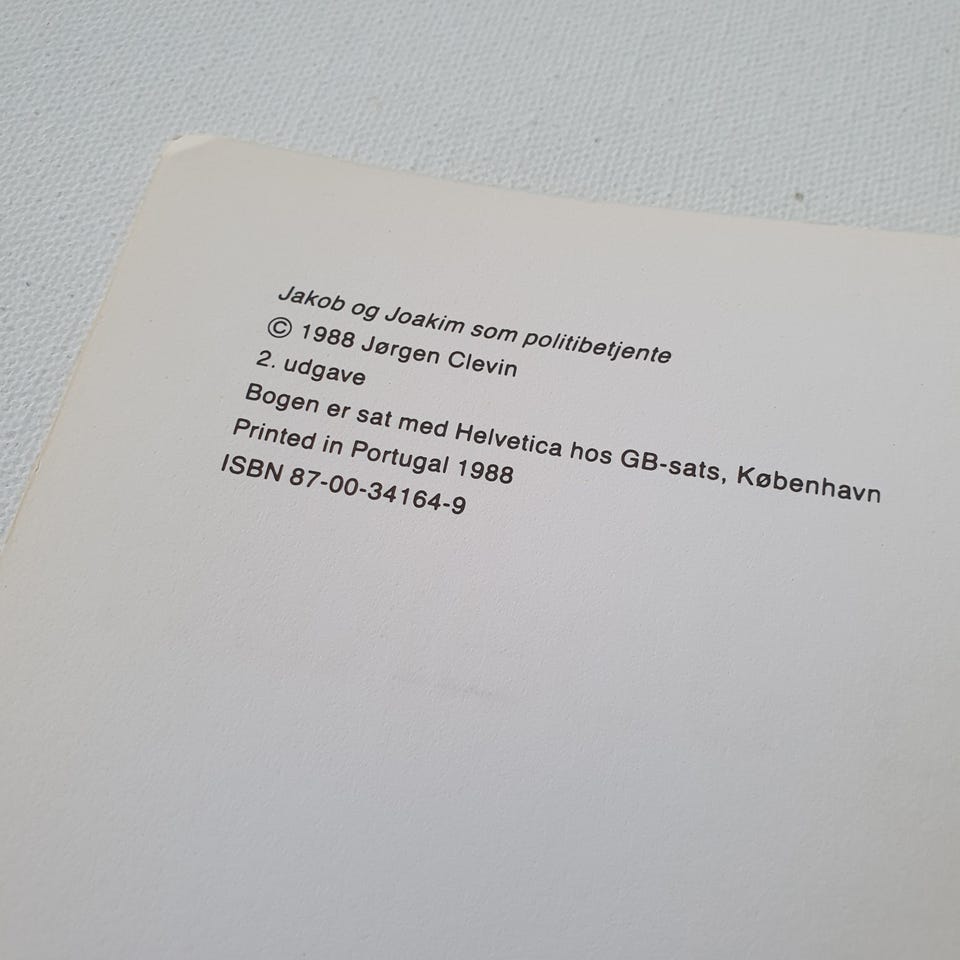 Jakob og Joakim som politibetjente
© 1988 Jørgen Clevin
2. udgave
Bogen er sat med Helvetica hos GB-sats, København
Printed in Portugal 1988
ISBN 87-00-34164-9